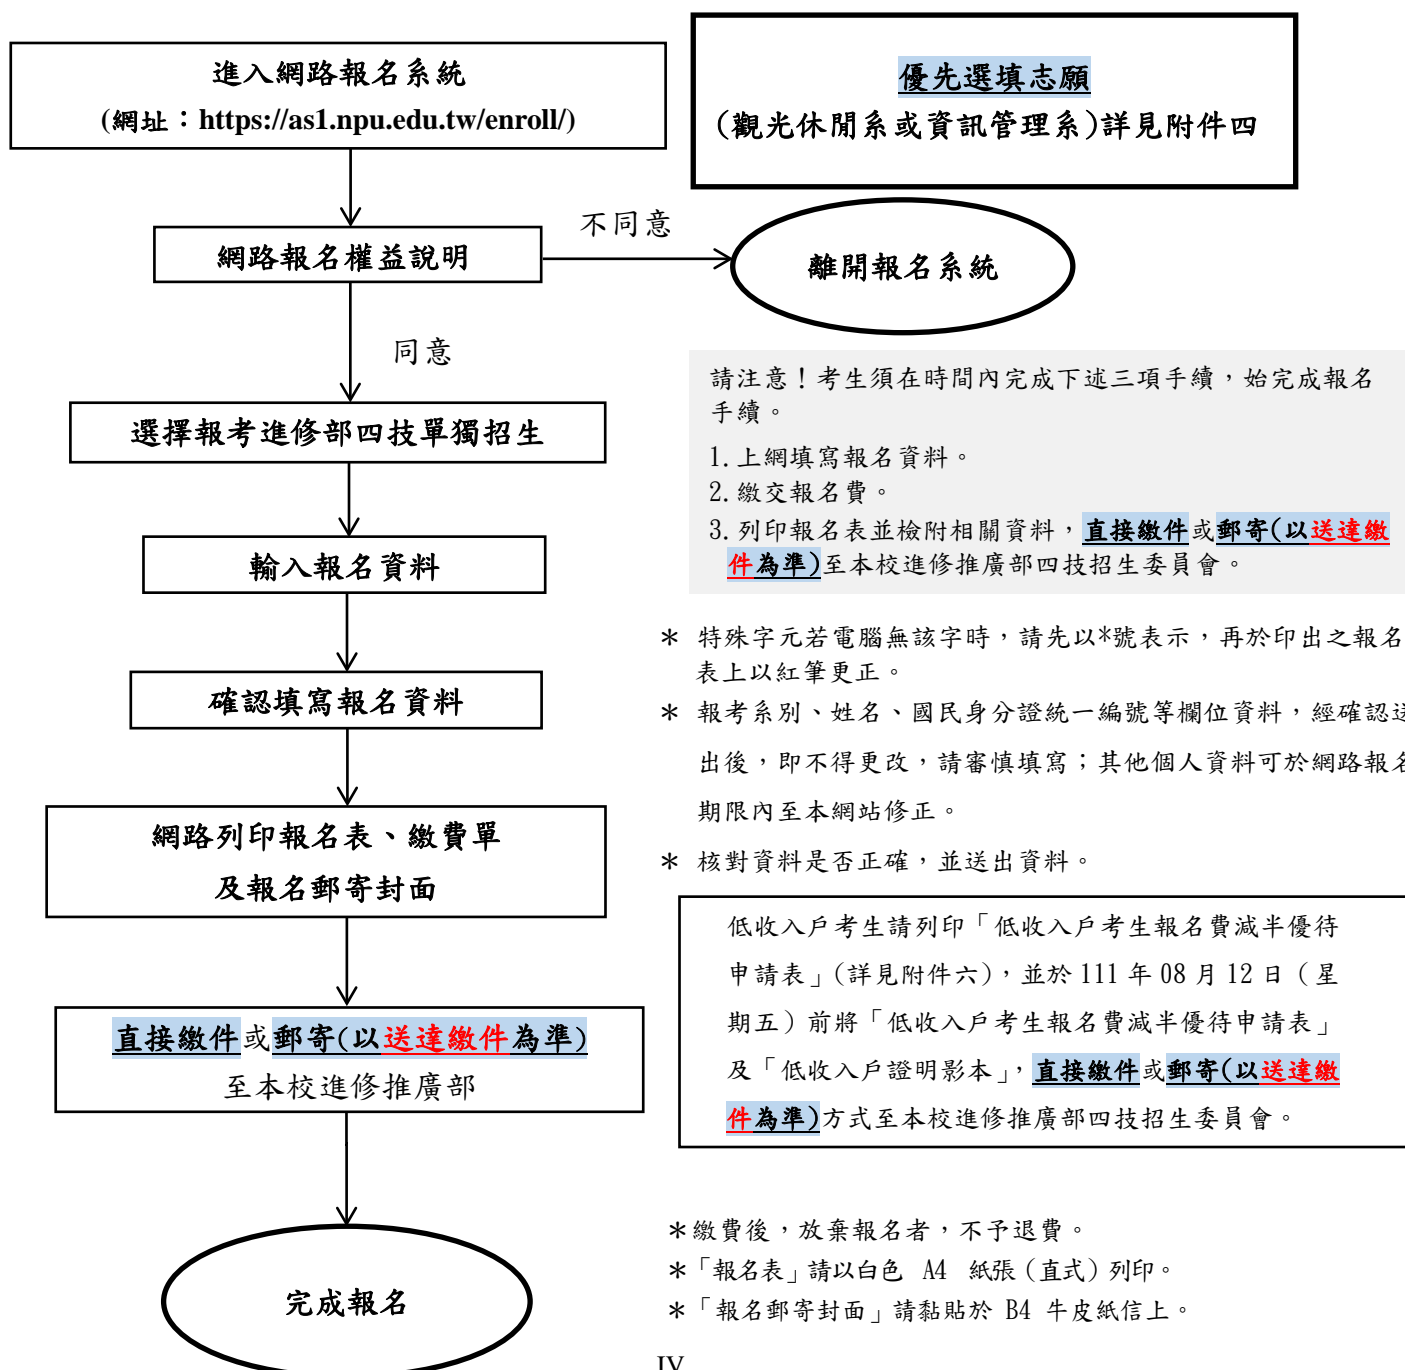 進入網路報名系統
(網址：https://as1.npu.edu.tw/enroll/)
優先選填志願
(觀光休閒系或資訊管理系)詳見附件四
網路報名權益說明
不同意
離開報名系統
同意
選擇報考進修部四技單獨招生
輸入報名資料
確認填寫報名資料
網路列印報名表、繳費單
及報名郵寄封面
直接繳件或郵寄(以送達繳件為準)
至本校進修推廣部
完成報名
請注意！考生須在時間內完成下述三項手續，始完成報名
手續。
1.上網填寫報名資料。
2.繳交報名費。
3.列印報名表並檢附相關資料，直接繳件或郵寄(以送達繳
件為準)至本校進修推廣部四技招生委員會。
＊ 特殊字元若電腦無該字時，請先以*號表示，再於印出之報名
表上以紅筆更正。
＊ 報考系別、姓名、國民身分證統一編號等欄位資料，經確認送
出後，即不得更改，請審慎填寫；其他個人資料可於網路報名
期限內至本網站修正。
＊ 核對資料是否正確，並送出資料。
低收入戶考生請列印「低收入戶考生報名費減半優待
申請表」(詳見附件六)，並於 111 年 08 月 12 日（星
期五）前將「低收入戶考生報名費減半優待申請表」
及「低收入戶證明影本」，直接繳件或郵寄(以送達繳
件為準)方式至本校進修推廣部四技招生委員會。
＊繳費後，放棄報名者，不予退費。
＊「報名表」請以白色 A4 紙張（直式）列印。
＊「報名郵寄封面」請黏貼於 B4 牛皮紙信上。
IV